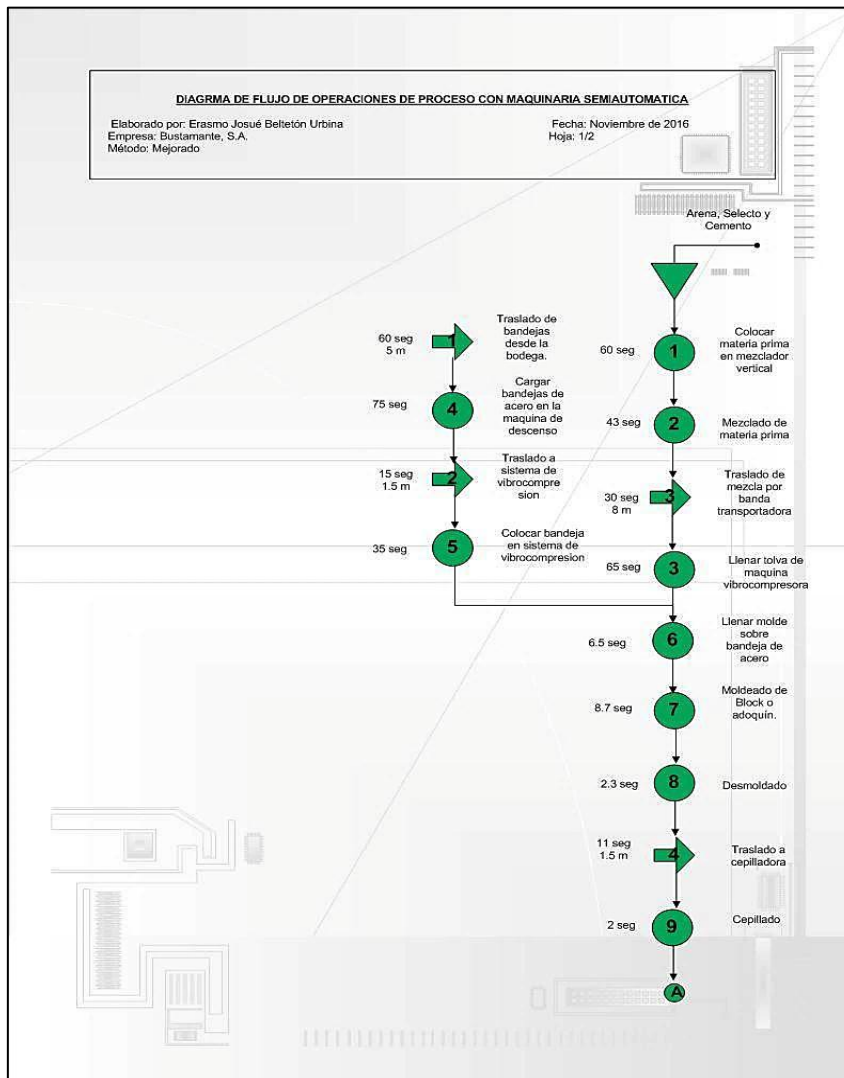 DIAGRMA DE FLUJO DE OPERACIONES DE PROCESO CON MAQUINARIA SEMIAUTOMATICA
Elaborado por: Erasmo Josué Beltetón Urbina
Fecha: Noviembre de 2016
Empresa: Bustamante, S.A.
Hoja: 1/2
Método: Mejorado
Arena, Selecto y
Cemento
60 seg
5 m
1
Traslado de
bandejas
desde la
bodega.
75 seg
4
Cargar
bandejas de
acero en la
maquina de
descenso
15 seg
1.5 m
2
Traslado a
sistema de
vibrocompre
sion
35 seg
5
Colocar bandeja
en sistema de
vibrocompresion
60 seg
1
Colocar
materia prima
en mezclador
vertical
43 seg
2
Mezclado de
materia prima
30 seg
8 m
3
Traslado de
mezcla por
banda
transportadora
65 seg
3
Llenar tolva de
maquina
vibrocompresora
6.5 seg
6
Llenar molde
sobre
bandeja de
acero
8.7 seg
7
Moldeado de
Block o
adoquín.
2.3 seg
8
Desmoldado
11 seg
1.5 m
4
Traslado a
cepilladora
2 seg
9
Cepillado
A